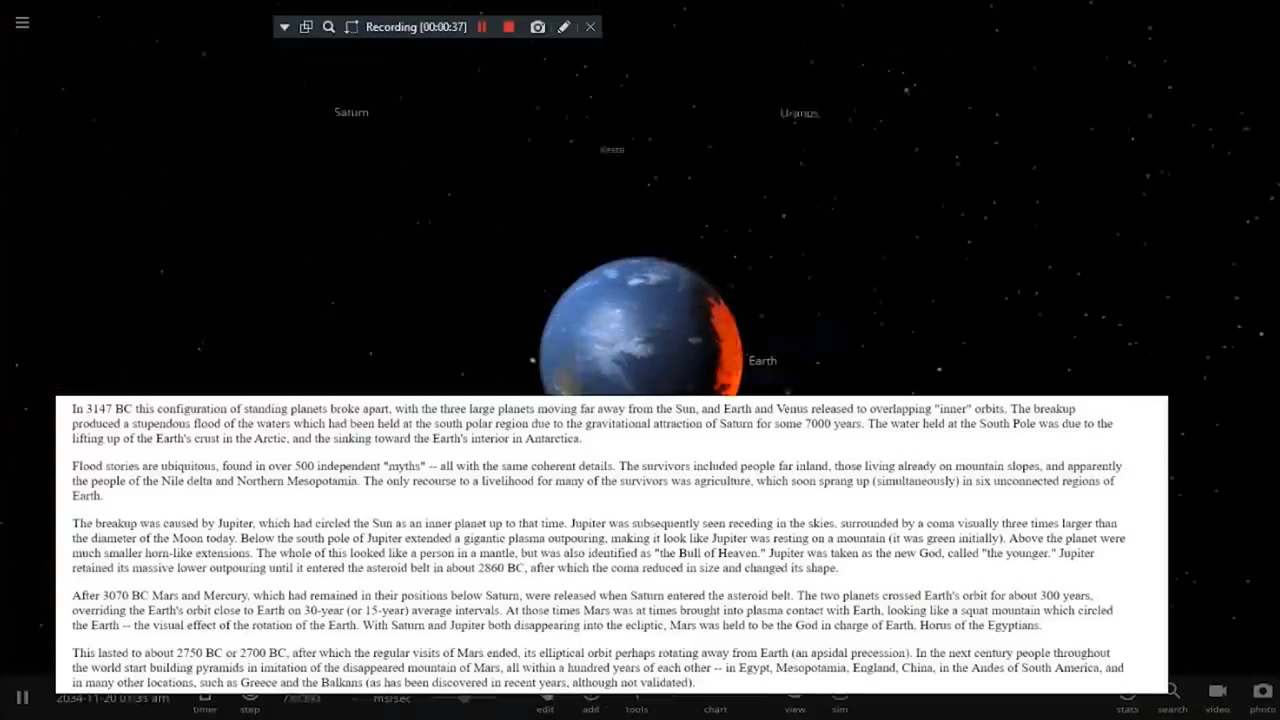 Recording [00:00:37]
Saturn
Uranus
Earth
In 3147 BC this configuration of standing planets broke apart, with the three large planets moving far away from the Sun, and Earth and Venus released to overlapping "inner" orbits. The breakup
produced a stupendous flood of the waters which had been held at the south polar region due to the gravitational attraction of Saturn for some 7000 years. The water held at the South Pole was due to the
lifting up of the Earth's crust in the Arctic, and the sinking toward the Earth's interior in Antarctica.
Flood stories are ubiquitous, found in over 500 independent "myths" -- all with the same coherent details. The survivors included people far inland, those living already on mountain slopes, and apparently
the people of the Nile delta and Northern Mesopotamia. The only recourse to a livelihood for many of the survivors was agriculture, which soon sprang up (simultaneously) in six unconnected regions of
Earth.
The breakup was caused by Jupiter, which had circled the Sun as an inner planet up to that time. Jupiter was subsequently seen receding in the skies, surrounded by a coma visually three times larger than
the diameter of the Moon today. Below the south pole of Jupiter extended a gigantic plasma outpouring, making it look like Jupiter was resting on a mountain (it was green initially). Above the planet were
much smaller horn-like extensions. The whole of this looked like a person in a mantle, but was also identified as "the Bull of Heaven." Jupiter was taken as the new God, called "the younger." Jupiter
retained its massive lower outpouring until it entered the asteroid belt in about 2860 BC, after which the coma reduced in size and changed its shape.
After 3070 BC Mars and Mercury, which had remained in their positions below Saturn, were released when Saturn entered the asteroid belt. The two planets crossed Earth's orbit for about 300 years,
overriding the Earth's orbit close to Earth on 30-year (or 15-year) average intervals. At those times Mars was at times brought into plasma contact with Earth, looking like a squat mountain which circled
the Earth -- the visual effect of the rotation of the Earth. With Saturn and Jupiter both disappearing into the ecliptic, Mars was held to be the God in charge of Earth, Horus of the Egyptians.
This lasted to about 2750 BC or 2700 BC, after which the regular visits of Mars ended, its elliptical orbit perhaps rotating away from Earth (an apsidal precession). In the next century people throughout
the world start building pyramids in imitation of the disappeared mountain of Mars, all within a hundred years of each other -- in Egypt, Mesopotamia, England, China, in the Andes of South America, and
in many other locations, such as Greece and the Balkans (as has been discovered in recent years, although not validated).
2034-11-20 01:31 am
ms/sec
timer step edit add tools chart view sim stats search video photo